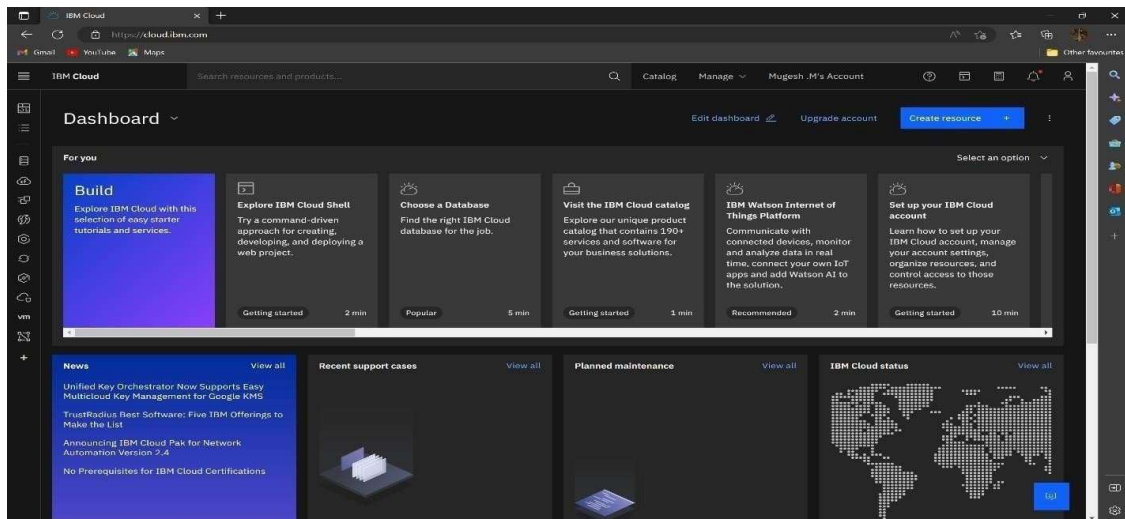 IBM Cloud
https://cloud.ibm.com
Gmail YouTube Maps Other favourites
IBM Cloud Search resources and products... Catalog Manage Mugesh .M's Account
Dashboard Edit dashboard Upgrade account Create resource +
For you Select an option
Build
Explore IBM Cloud with this
selection of easy starter
tutorials and services.
Explore IBM Cloud Shell
Try a command-driven
approach for creating,
developing, and deploying a
web project.
Getting started 2 min
Choose a Database
Find the right IBM Cloud
database for the job.
Popular 5 min
Visit the IBM Cloud catalog
Explore our unique product
catalog that contains 190+
services and software for
your business solutions.
Getting started 1 min
IBM Watson Internet of
Things Platform
Communicate with
connected devices, monitor
and analyze data in real
time, connect your own IoT
apps and add Watson AI to
the solution.
Recommended 2 min
Set up your IBM Cloud
account
Learn how to set up your
IBM Cloud account, manage
your account settings,
organize resources, and
control access to those
resources.
Getting started 10 min
vm
News View all
Unified Key Orchestrator Now Supports Easy
Multicloud Key Management for Google KMS
TrustRadius Best Software: Five IBM Offerings to
Make the List
Announcing IBM Cloud Pak for Network
Automation Version 2.4
No Prerequisites for IBM Cloud Certifications
Recent support cases View all
Planned maintenance View all
IBM Cloud status View all